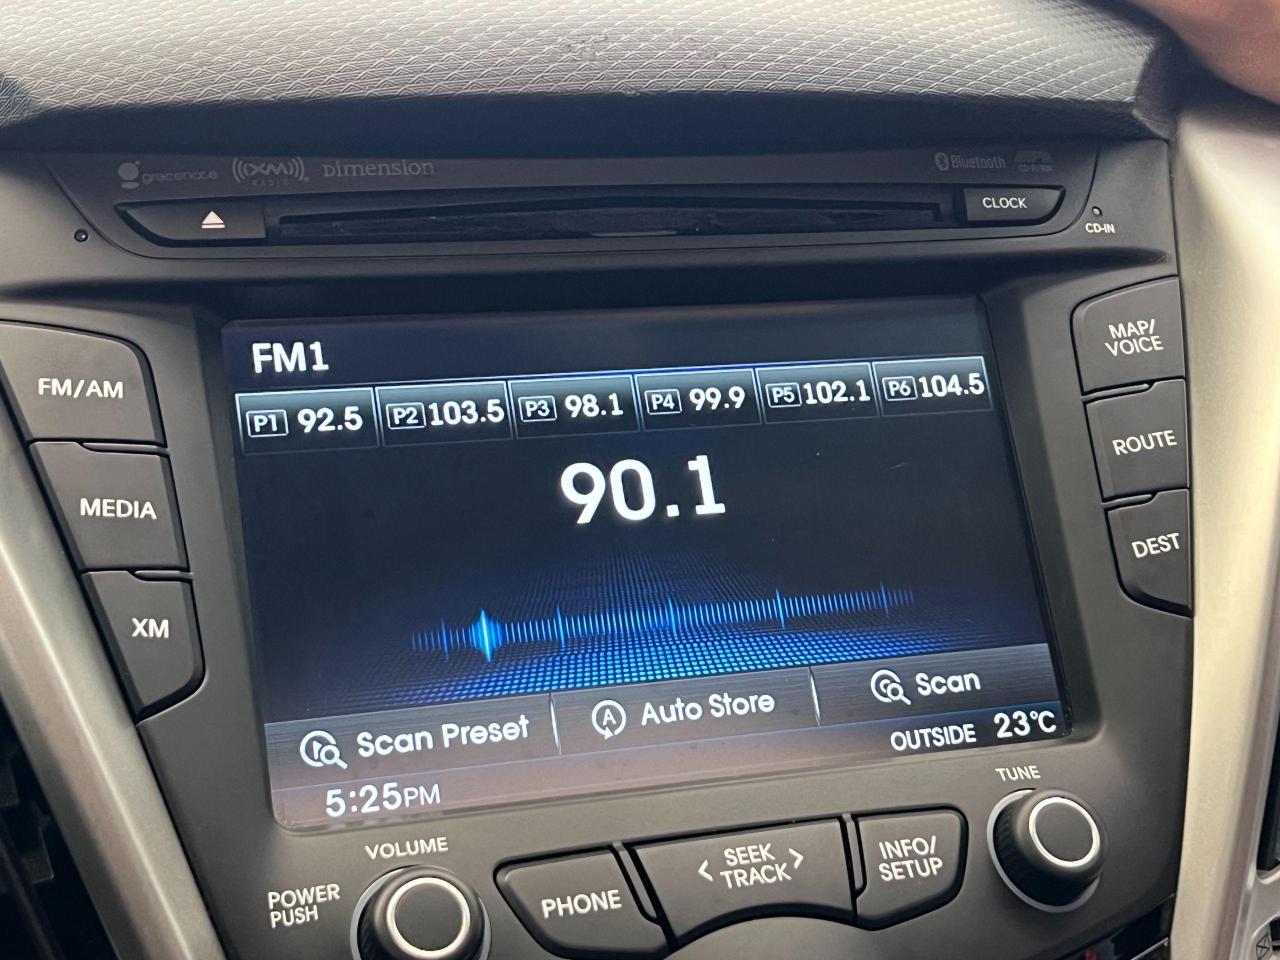 gracenote
((XM))
RADIO
Dimension
Bluetooth
CLOCK
CD-IN
FM/AM
MEDIA
XM
FM1
P1 92.5
P2 103.5
P3 98.1
P4 99.9
P5 102.1
P6 104.5
90.1
Scan Preset
A Auto Store
Scan
5:25PM
OUTSIDE 23°C
MAP/
VOICE
ROUTE
DEST
VOLUME
POWER
PUSH
PHONE
< SEEK >
TRACK
INFO/
SETUP
TUNE